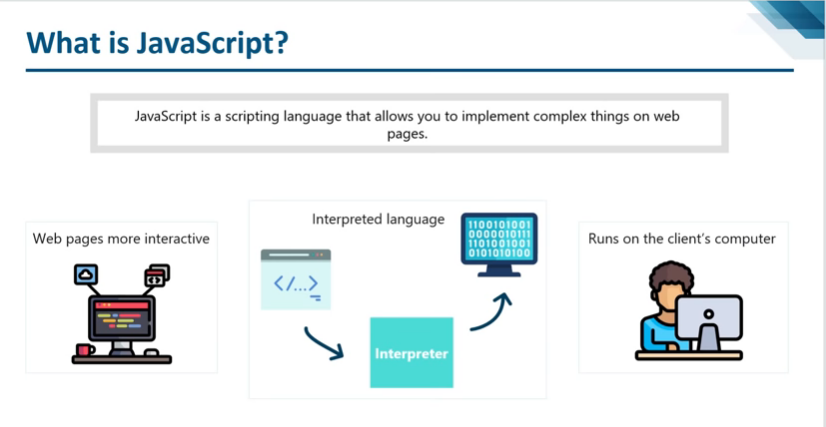 What is JavaScript?
JavaScript is a scripting language that allows you to implement complex things on web
pages.
Web pages more interactive
Interpreted language
</...>
1100101001
0000010111
1101001001
0101010100
Interpreter
Runs on the client's computer